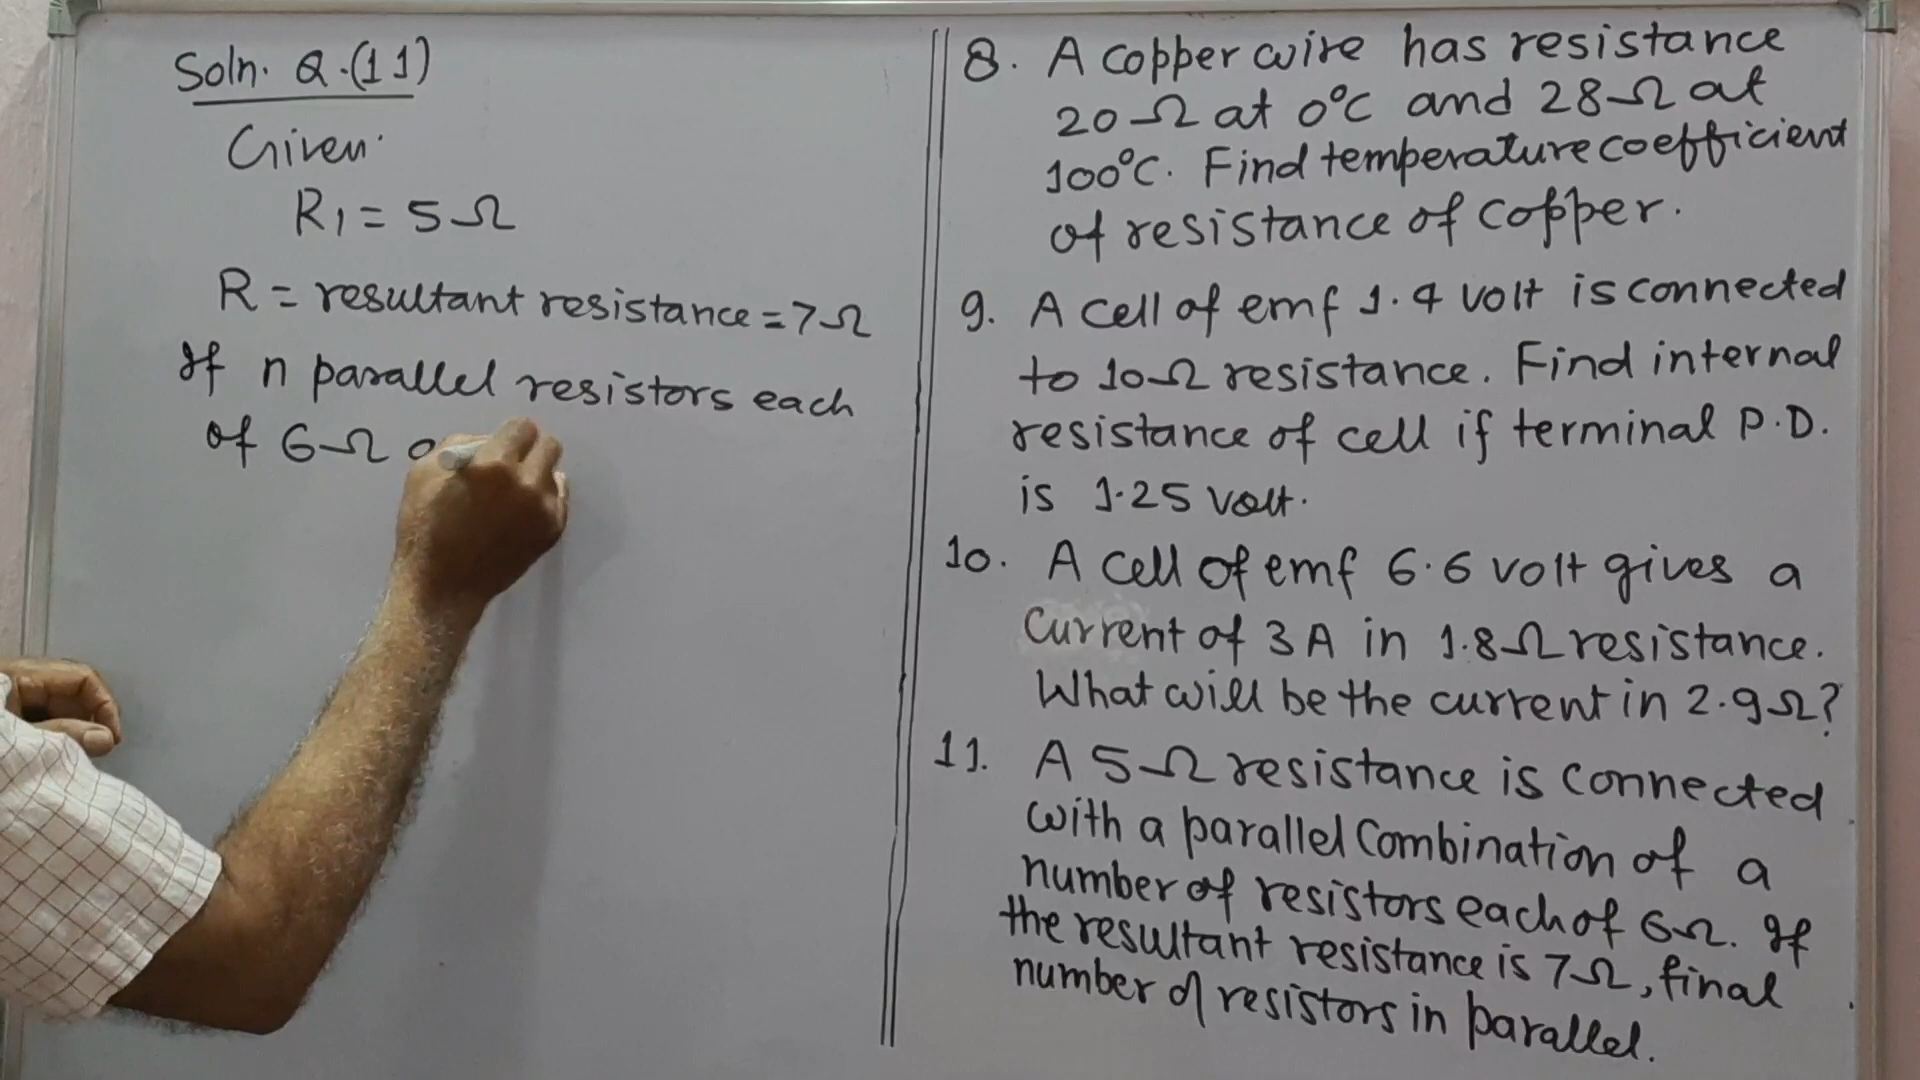 Soln. Q.(11)
Given.
R1 = 5Ω
R = resultant resistance = 7Ω
If n parallel resistors each
of 6Ω
8. A copper wire has resistance
20Ω at 0°C and 28Ω at
100°C. Find temperature coefficient
of resistance of copper.
9. A cell of emf 1.4 volt is connected
to 10Ω resistance. Find internal
resistance of cell if terminal P.D.
is 1.25 volt.
10. A cell of emf 6.6 volt gives a
current of 3A in 1.8Ω resistance.
What will be the current in 2.9Ω?
11. A 5Ω resistance is connected
with a parallel combination of a
number of resistors each of 6Ω. If
the resultant resistance is 7Ω, final
number of resistors in parallel.